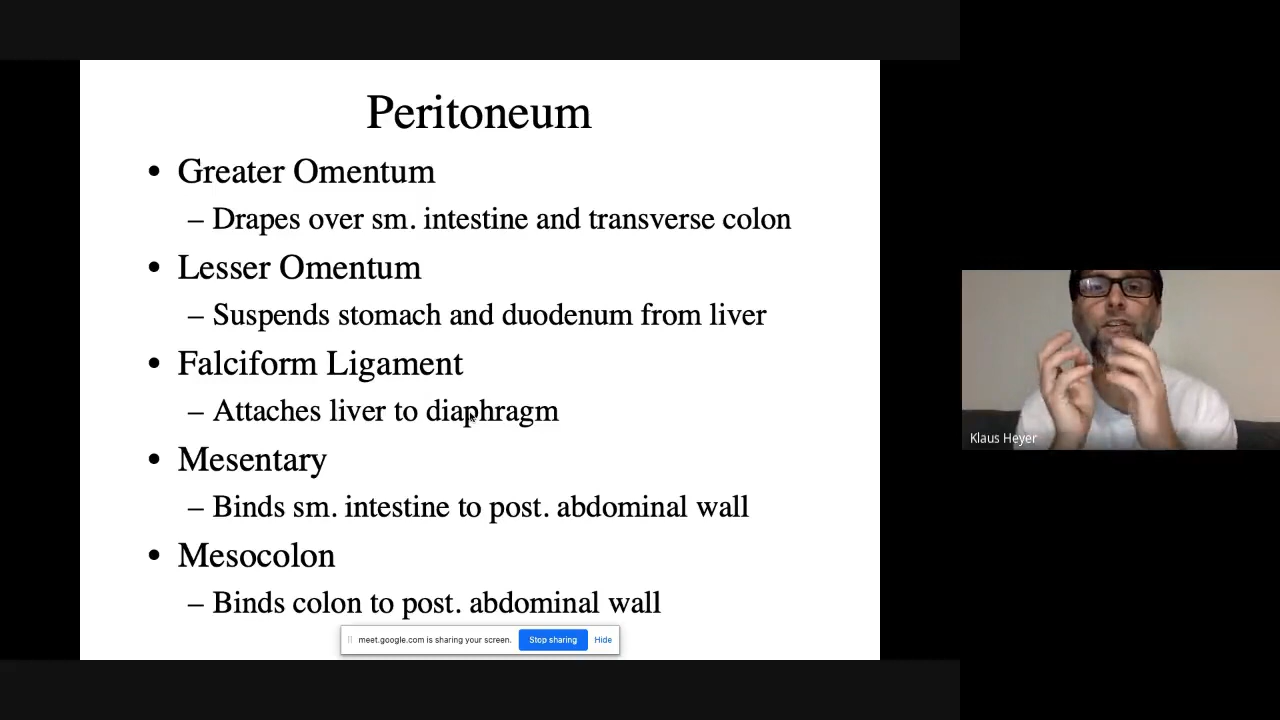 Peritoneum
• Greater Omentum
– Drapes over sm. intestine and transverse colon
• Lesser Omentum
– Suspends stomach and duodenum from liver
• Falciform Ligament
– Attaches liver to diaphragm
• Mesentary
– Binds sm. intestine to post. abdominal wall
• Mesocolon
– Binds colon to post. abdominal wall
meet.google.com is sharing your screen. Stop sharing Hide
Klaus Heyer